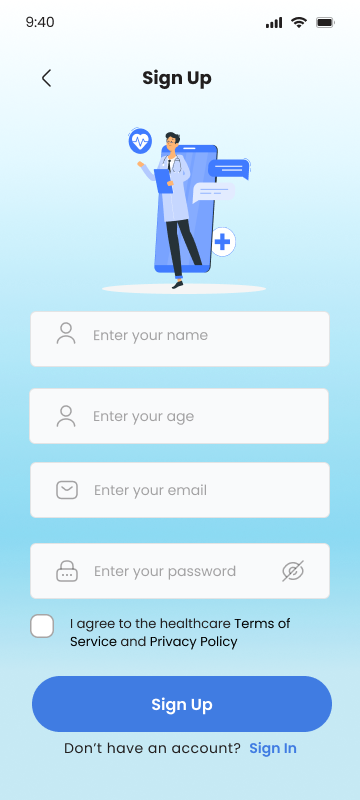 9:40
Sign Up
Enter your name
Enter your age
Enter your email
Enter your password
I agree to the healthcare Terms of
Service and Privacy Policy
Sign Up
Don’t have an account? Sign In